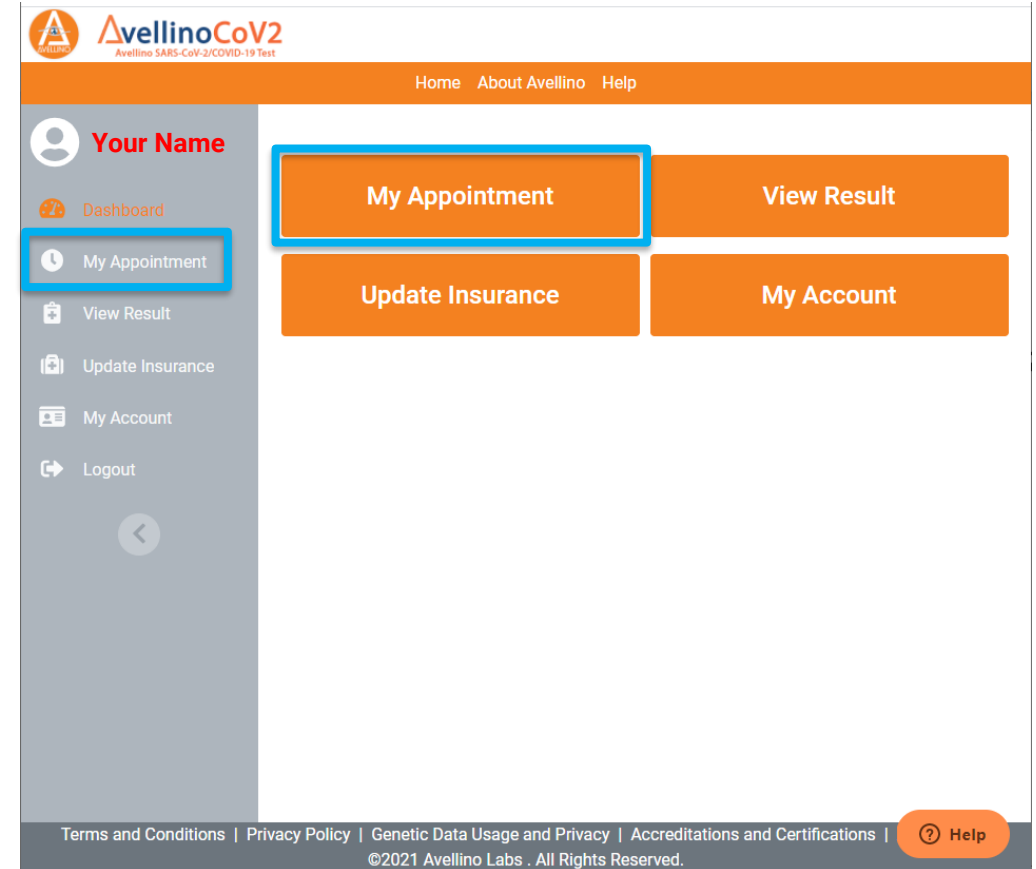 AVELLINO
AvellinoCoV2
Avellino SARS-CoV-2/COVID-19 Test
Home About Avellino Help
Your Name
Dashboard
My Appointment
View Result
Update Insurance
My Account
Logout
My Appointment View Result
Update Insurance My Account
Terms and Conditions | Privacy Policy | Genetic Data Usage and Privacy | Accreditations and Certifications |
©2021 Avellino Labs . All Rights Reserved.
Help